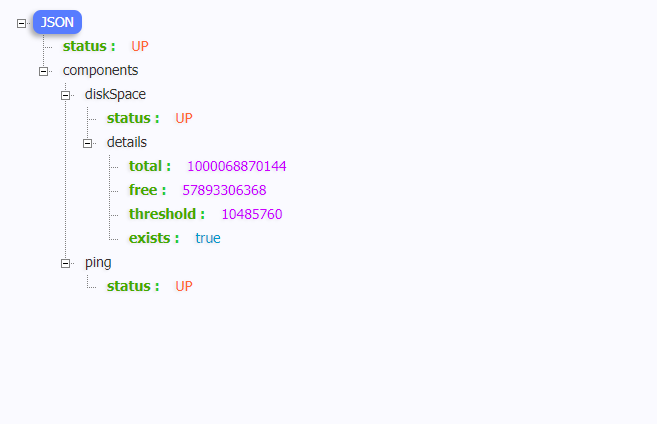 JSON
status : UP
components
diskSpace
status : UP
details
total : 1000068870144
free : 57893306368
threshold : 10485760
exists : true
ping
status : UP